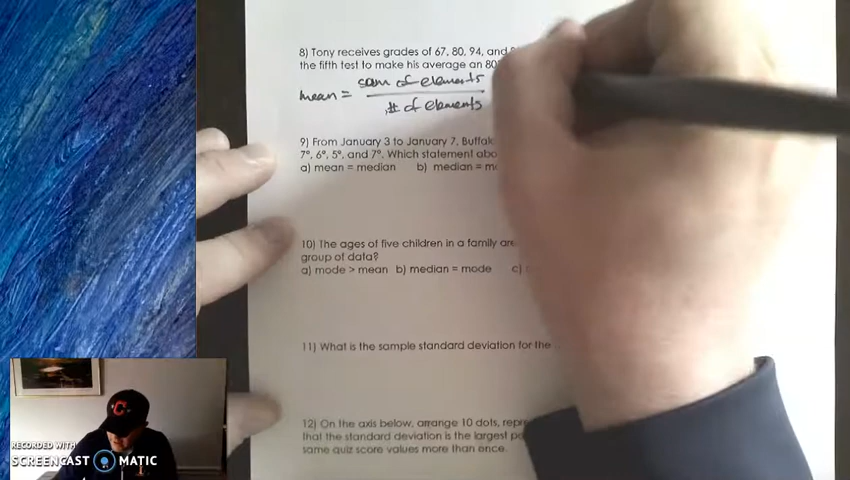 8) Tony receives grades of 67, 80, 94, and
the fifth test to make his average an 80
mean = sum of elements
# of elements
9) From January 3 to January 7, Buffalo
7°, 6°, 5°, and 7°. Which statement abo
a) mean = median b) median = mo
10) The ages of five children in a family are
group of data?
a) mode > mean b) median = mode c)
11) What is the sample standard deviation for the
12) On the axis below, arrange 10 dots, repre
that the standard deviation is the largest po
same quiz score values more than once.
C
RECORDED WITH
SCREENCAST MATIC